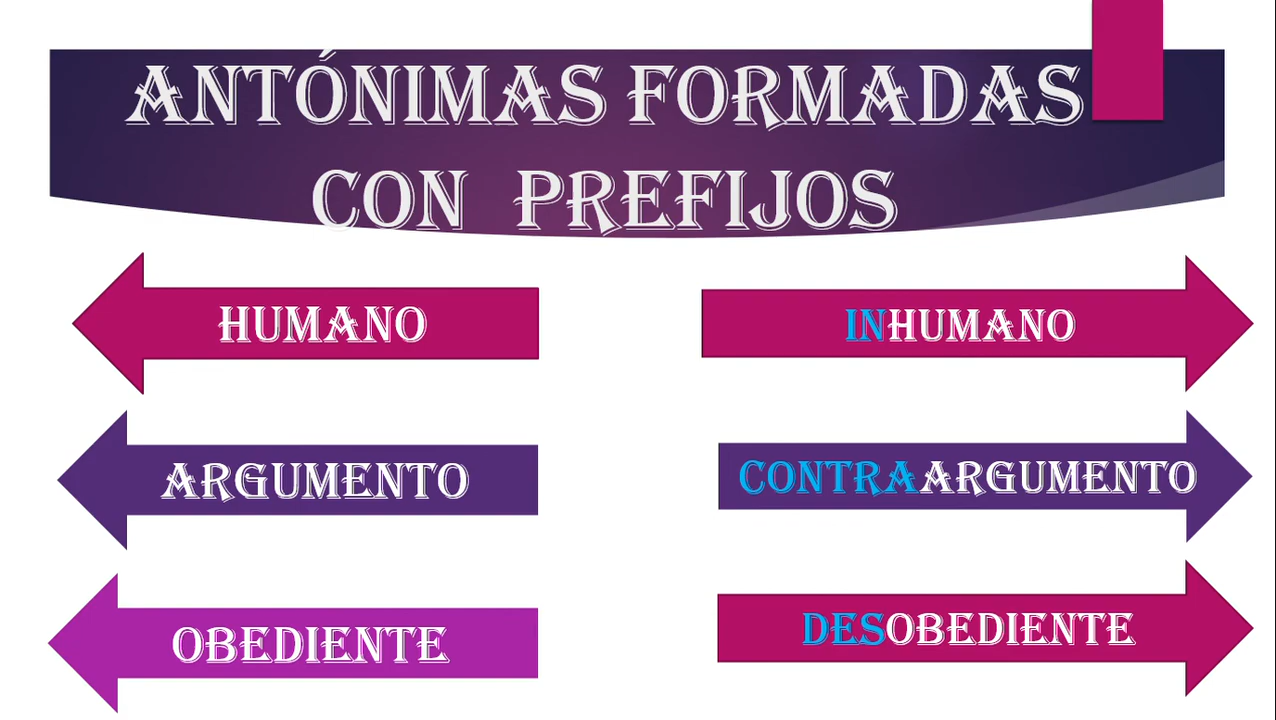 ANTÓNIMAS FORMADAS
CON PREFIJOS
HUMANO
INHUMANO
ARGUMENTO
CONTRAARGUMENTO
OBEDIENTE
DESOBEDIENTE